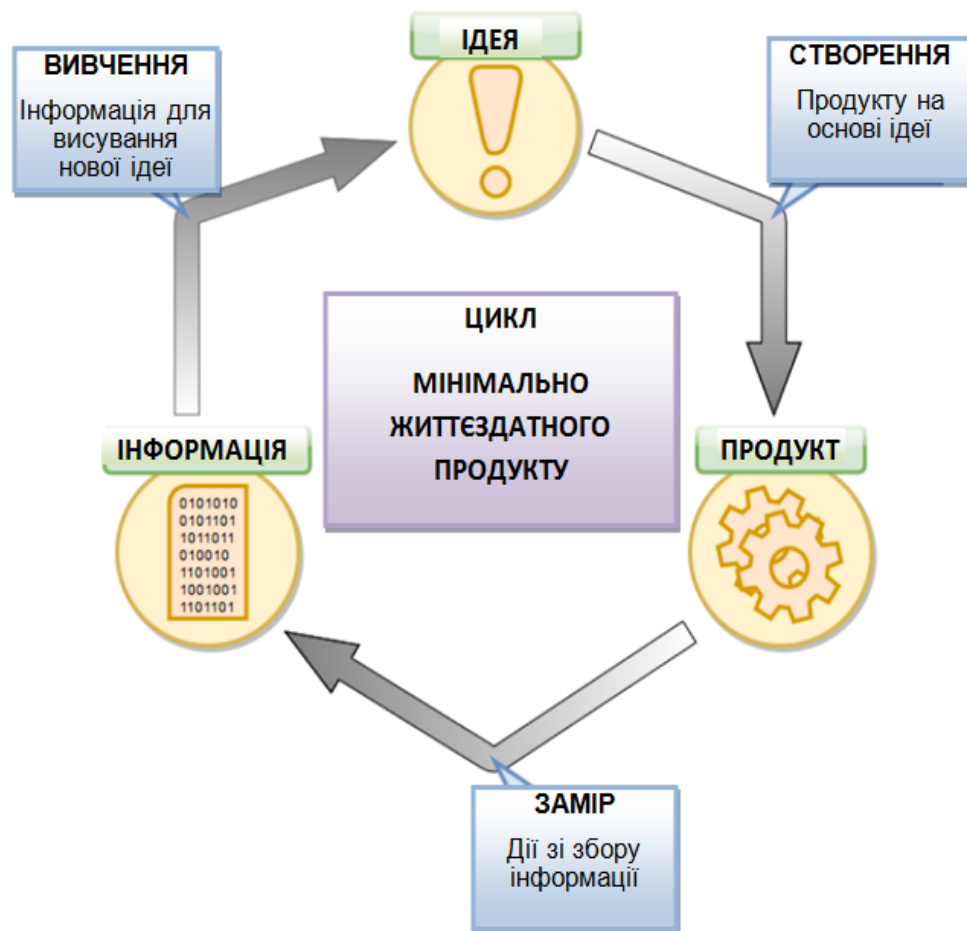 ІДЕЯ
ВИВЧЕННЯ
Інформація для
висування
нової ідеї
СТВОРЕННЯ
Продукту на
основі ідеї
ЦИКЛ
МІНІМАЛЬНО
ЖИТТЄЗДАТНОГО
ПРОДУКТУ
ІНФОРМАЦІЯ
0101010
0101101
1011011
010010
1101001
1001001
1101101
ПРОДУКТ
ЗАМІР
Дії зі збору
інформації